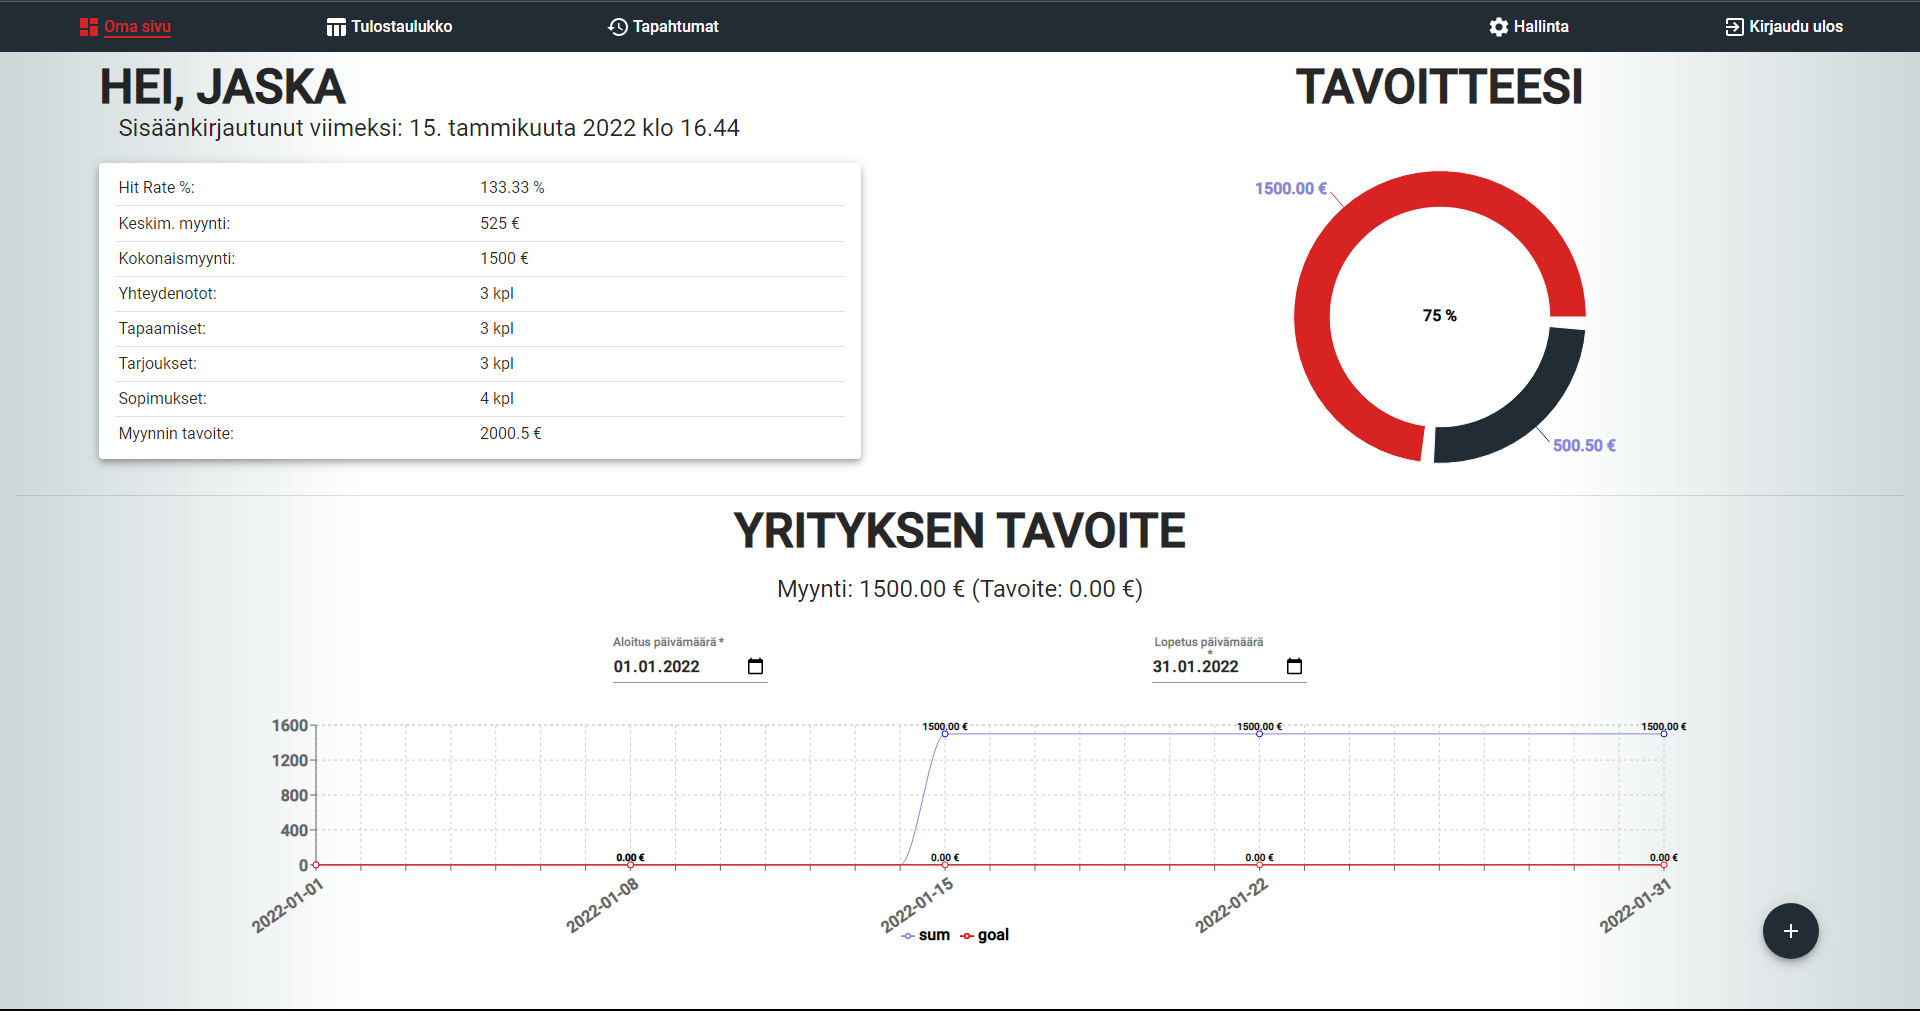 Oma sivu
Tulostaulukko
Tapahtumat
Hallinta
Kirjaudu ulos
HEI, JASKA
Sisäänkirjautunut viimeksi: 15. tammikuuta 2022 klo 16.44
Hit Rate %: 133.33 %
Keskim. myynti: 525 €
Kokonaismyynti: 1500 €
Yhteydenotot: 3 kpl
Tapaamiset: 3 kpl
Tarjoukset: 3 kpl
Sopimukset: 4 kpl
Myynnin tavoite: 2000.5 €
TAVOITTEESI
1500.00 €
75 %
500.50 €
YRITYKSEN TAVOITE
Myynti: 1500.00 € (Tavoite: 0.00 €)
Aloitus päivämäärä *
01.01.2022
Lopetus päivämäärä
*
31.01.2022
1600
1200
800
400
0
1500.00 €
1500.00 €
1500.00 €
0.00 €
0.00 €
0.00 €
0.00 €
2022-01-01
2022-01-08
2022-01-15
2022-01-22
2022-01-31
sum
goal